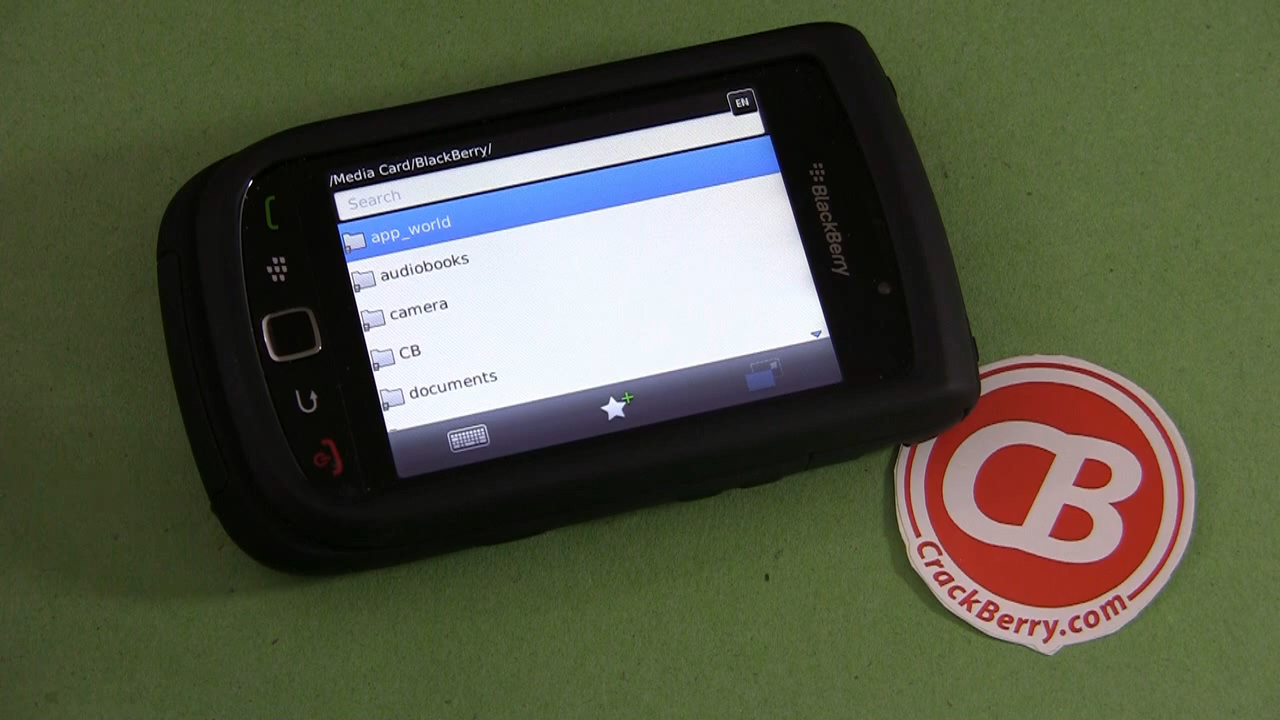 EN
/Media Card/BlackBerry/
Search
app_world
audiobooks
camera
CB
documents
BlackBerry
CB
CrackBerry.com